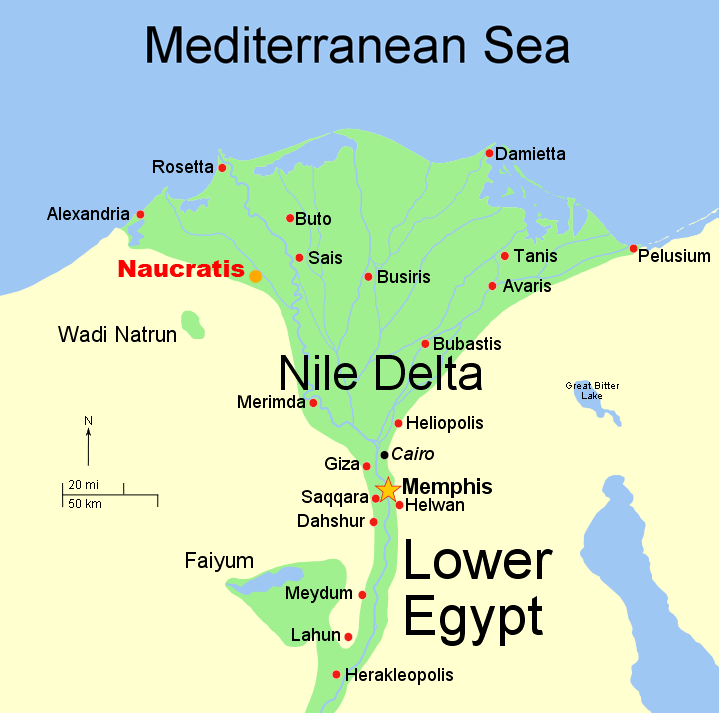 Mediterranean Sea
Damietta
Rosetta
Alexandria
Buto
Pelusium
Sais
Tanis
Naucratis
Busiris
Avaris
Wadi Natrun
Bubastis
Nile Delta
Great Bitter
Lake
Merimda
N
Heliopolis
Cairo
Giza
20 mi
Memphis
Saqqara
50 km
Helwan
Dahshur
Faiyum
Lower
Egypt
Meydum
Lahun
Herakleopolis